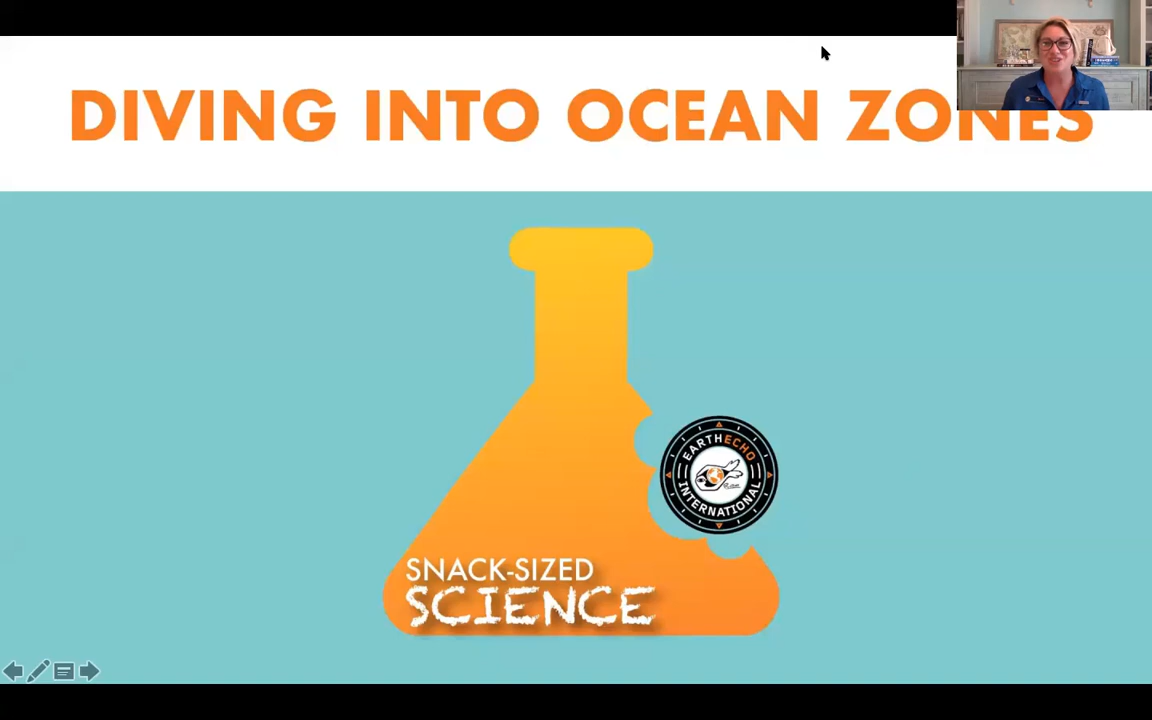 DIVING INTO OCEAN ZONES
EARTHECHO
INTERNATIONAL
SNACK-SIZED
SCIENCE